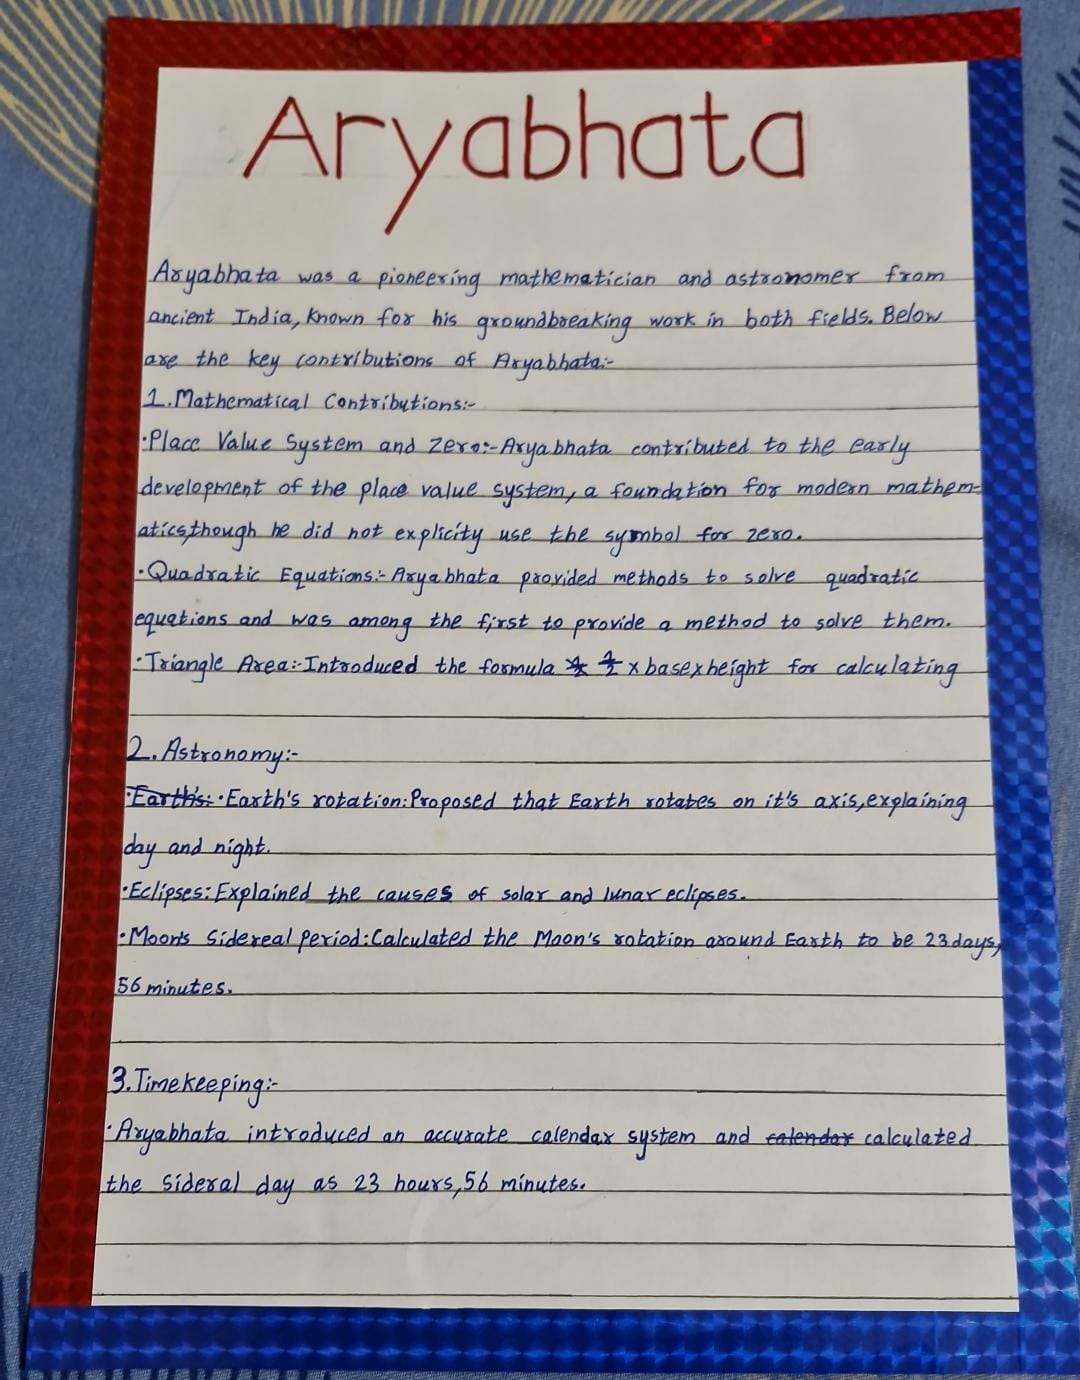 Aryabhata
Aryabhata was a pioneering mathematician and astronomer from
ancient India, known for his groundbreaking work in both fields. Below
are the key contributions of Aryabhata:-
1. Mathematical Contributions:-
·Place Value System and Zero:- Aryabhata contributed to the early
development of the place value system, a foundation for modern mathem-
atics,though he did not explicity use the symbol for zero.
·Quadratic Equations:- Aryabhata provided methods to solve quadratic
equations and was among the first to provide a method to solve them.
·Triangle Area:- Introduced the formula 1/2 x base x height for calculating
2. Astronomy:-
·Earth's: ·Earth's rotation: Proposed that Earth rotates on it's axis, explaining
day and night.
·Eclipses: Explained the causes of solar and lunar eclipses.
·Moon's Sidereal Period: Calculated the Moon's rotation around Earth to be 23 days,
56 minutes.
3. Timekeeping:-
·Aryabhata introduced an accurate calendar system and calendar calculated
the Sideral day as 23 hours, 56 minutes.